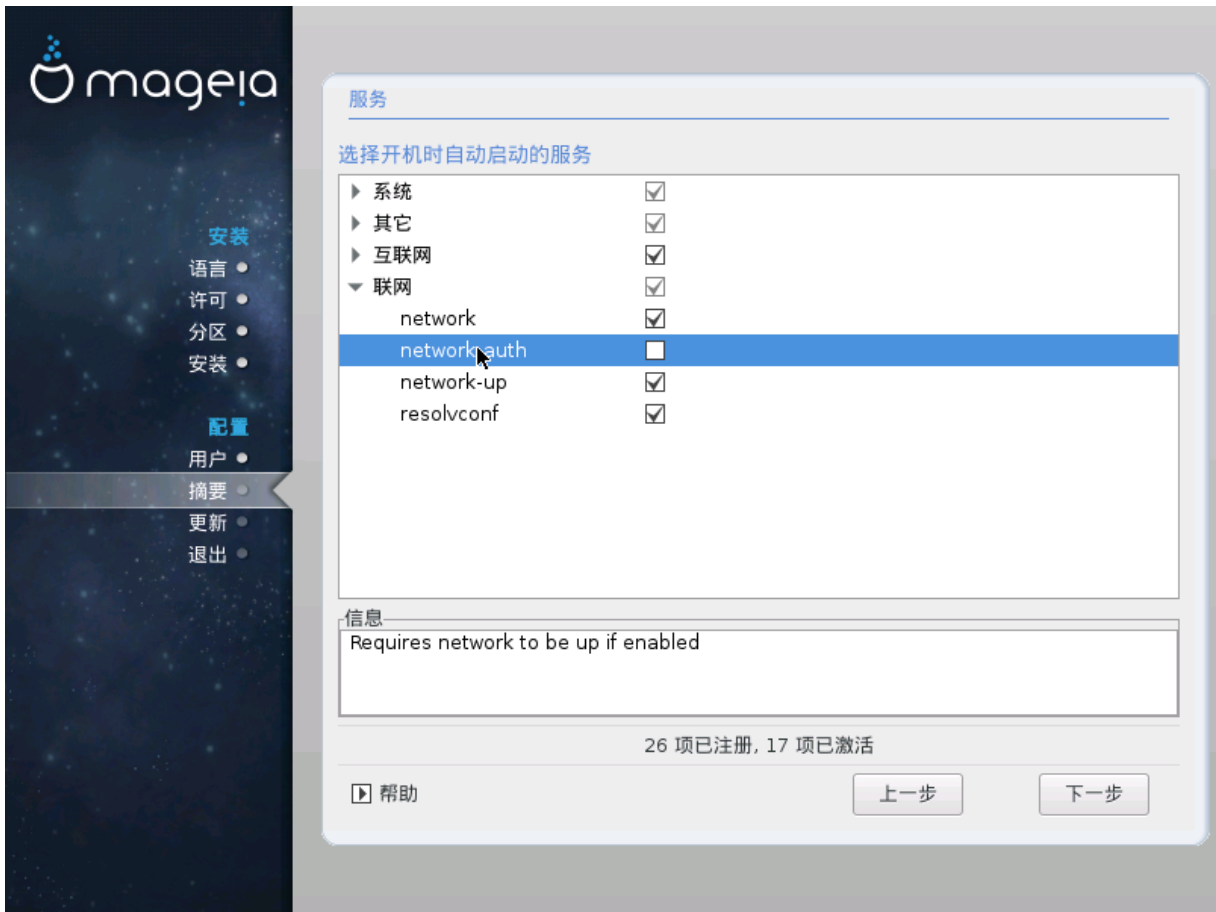 mageia
安装
语言
许可
分区
安装
配置
用户
摘要
更新
退出
服务
选择开机时自动启动的服务
系统
其它
互联网
联网
network
network-auth
network-up
resolvconf
信息
Requires network to be up if enabled
26 项已注册, 17 项已激活
帮助
上一步
下一步